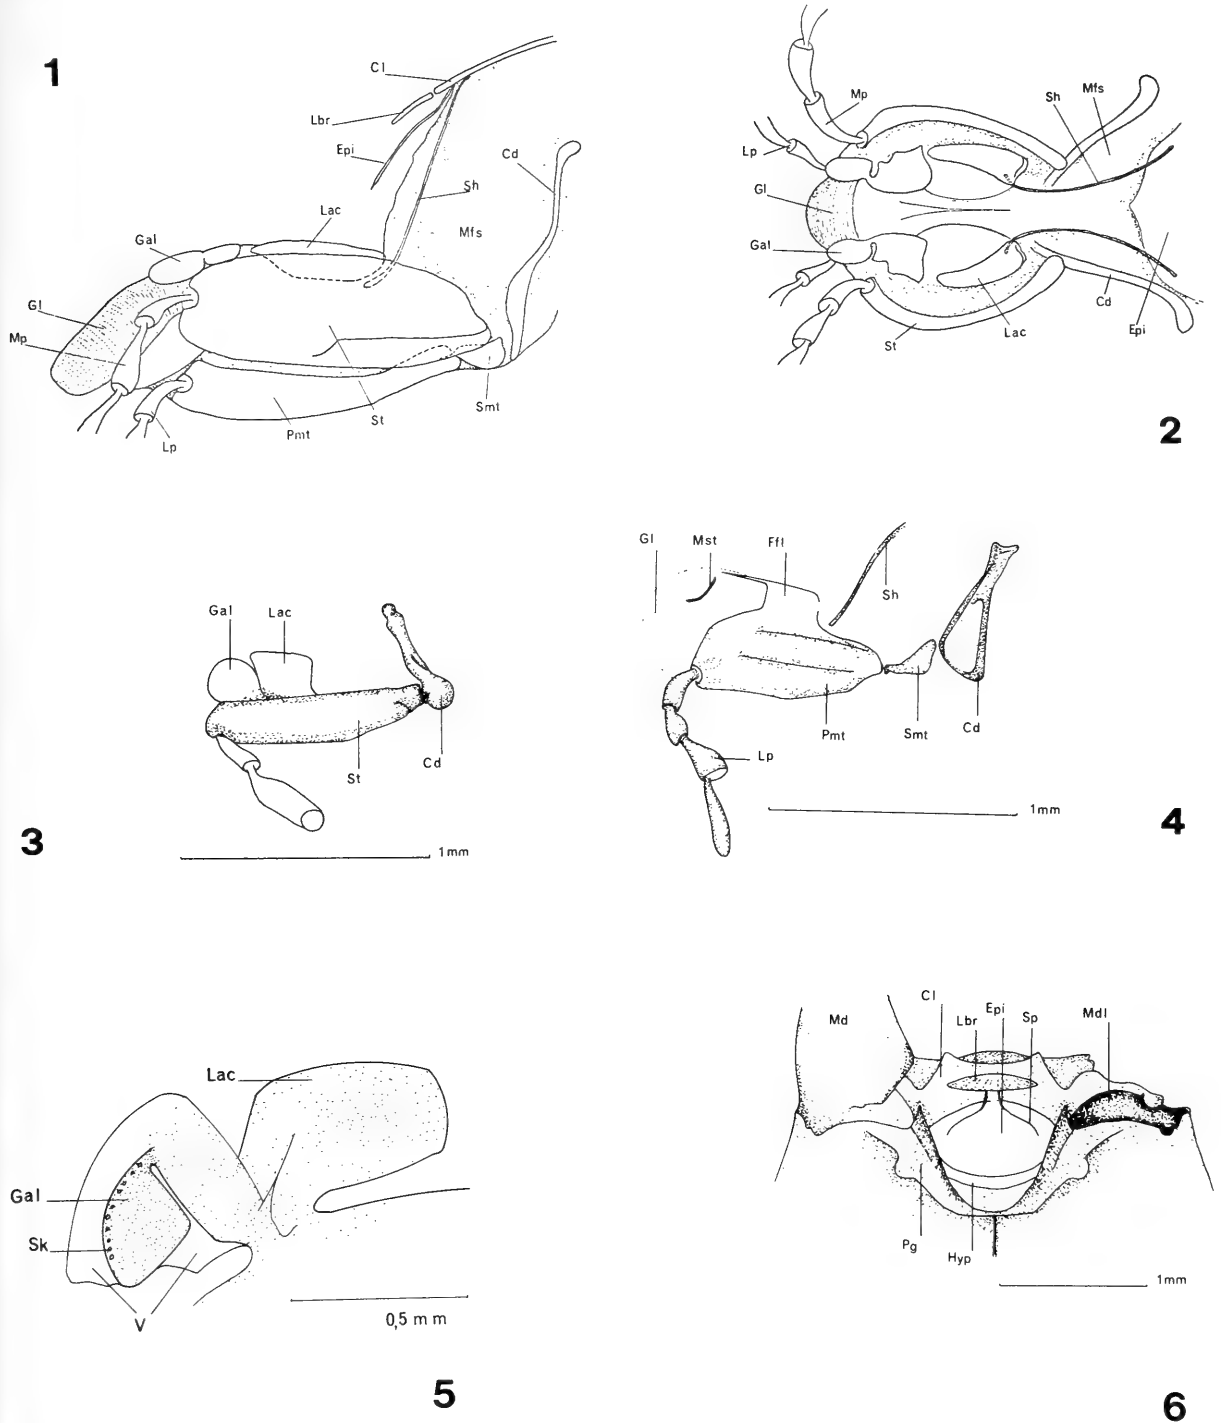 1
Cl
Lbr
Epi
Cd
Sh
Lac
Mfs
Gal
Gl
Mp
Smt
St
Pmt
Lp
2
Mp
Sh
Mfs
Lp
Gl
Gal
Cd
Epi
Lac
St
3
Gal
Lac
Cd
St
1mm
4
Gl
Mst
Ffl
Sh
Pmt
Smt
Cd
Lp
1mm
5
Lac
Gal
Sk
V
0,5 mm
6
Md
Cl
Lbr
Epi
Sp
Mdl
Pg
Hyp
1mm